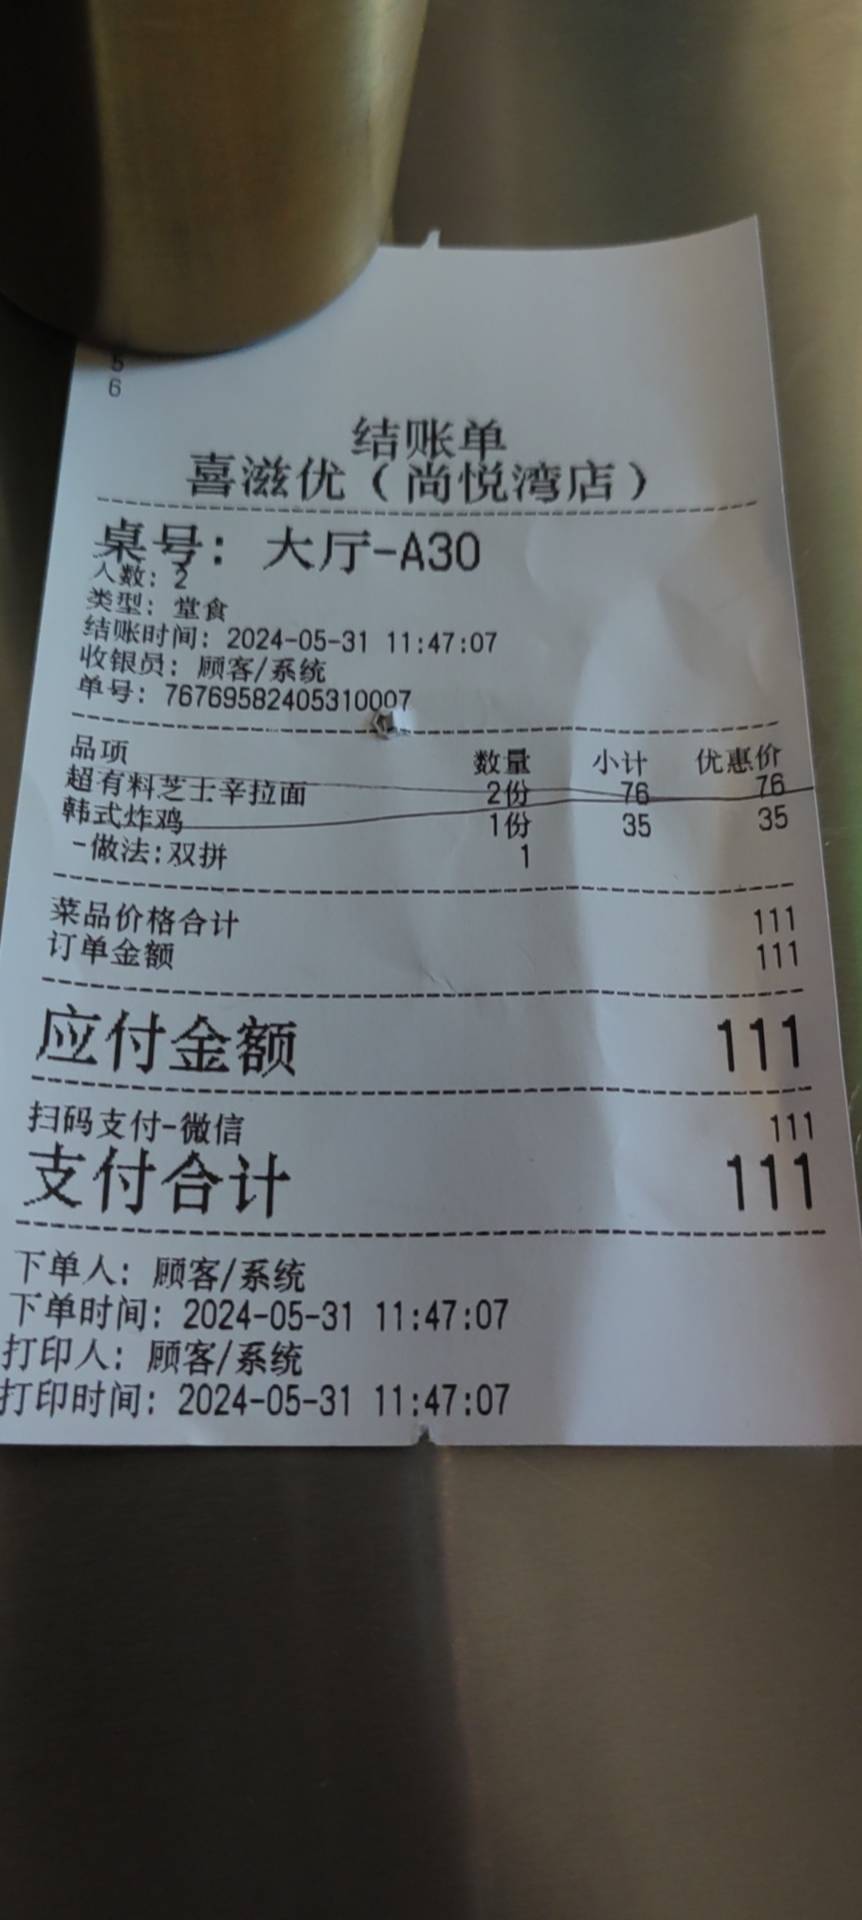 6
结账单
喜滋优（尚悦湾店）
桌号: 大厅-A30
人数: 2
类型: 堂食
结账时间: 2024-05-31 11:47:07
收银员: 顾客/系统
单号: 76769582405310007
品项 数量 小计 优惠价
超有料芝士辛拉面 2份 76 76
韩式炸鸡 1份 35 35
-做法:双拼 1
菜品价格合计 111
订单金额 111
应付金额 111
扫码支付-微信 111
支付合计 111
下单人: 顾客/系统
下单时间: 2024-05-31 11:47:07
打印人: 顾客/系统
打印时间: 2024-05-31 11:47:07